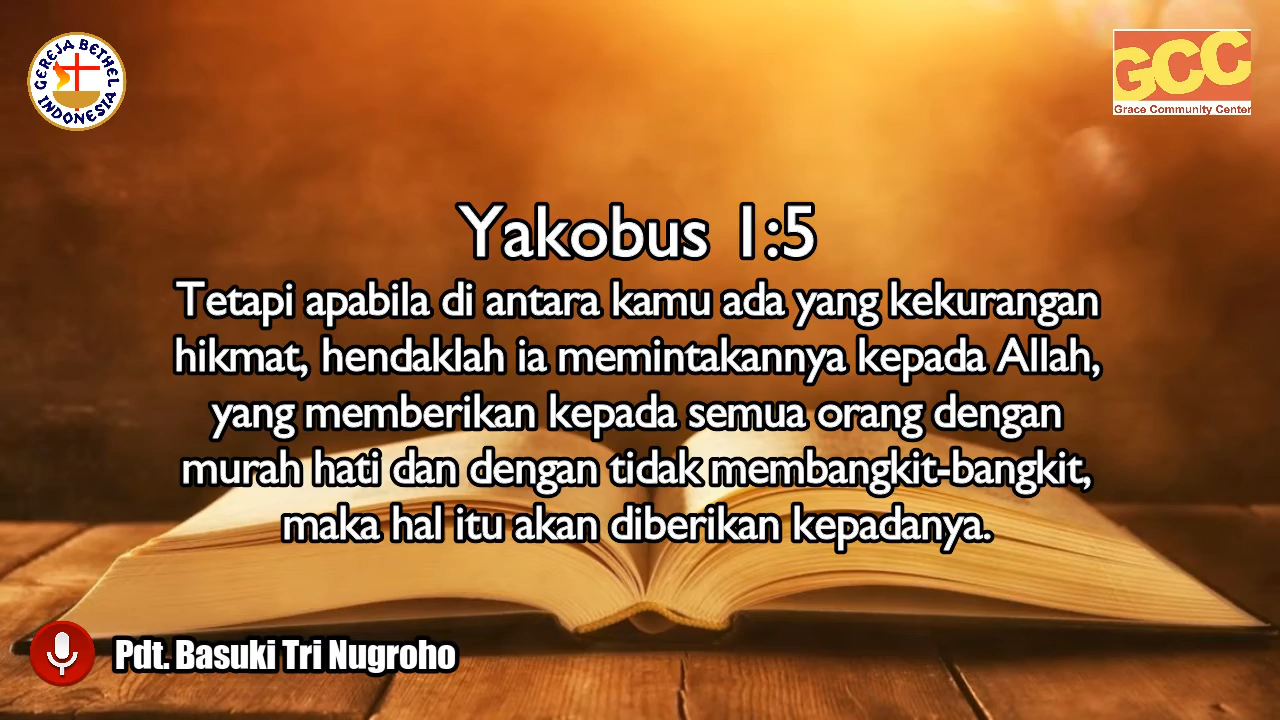 GEREJA BETHEL INDONESIA
GCC
Grace Community Center
Yakobus 1:5
Tetapi apabila di antara kamu ada yang kekurangan
hikmat, hendaklah ia memintakannya kepada Allah,
yang memberikan kepada semua orang dengan
murah hati dan dengan tidak membangkit-bangkit,
maka hal itu akan diberikan kepadanya.
Pdt. Basuki Tri Nugroho